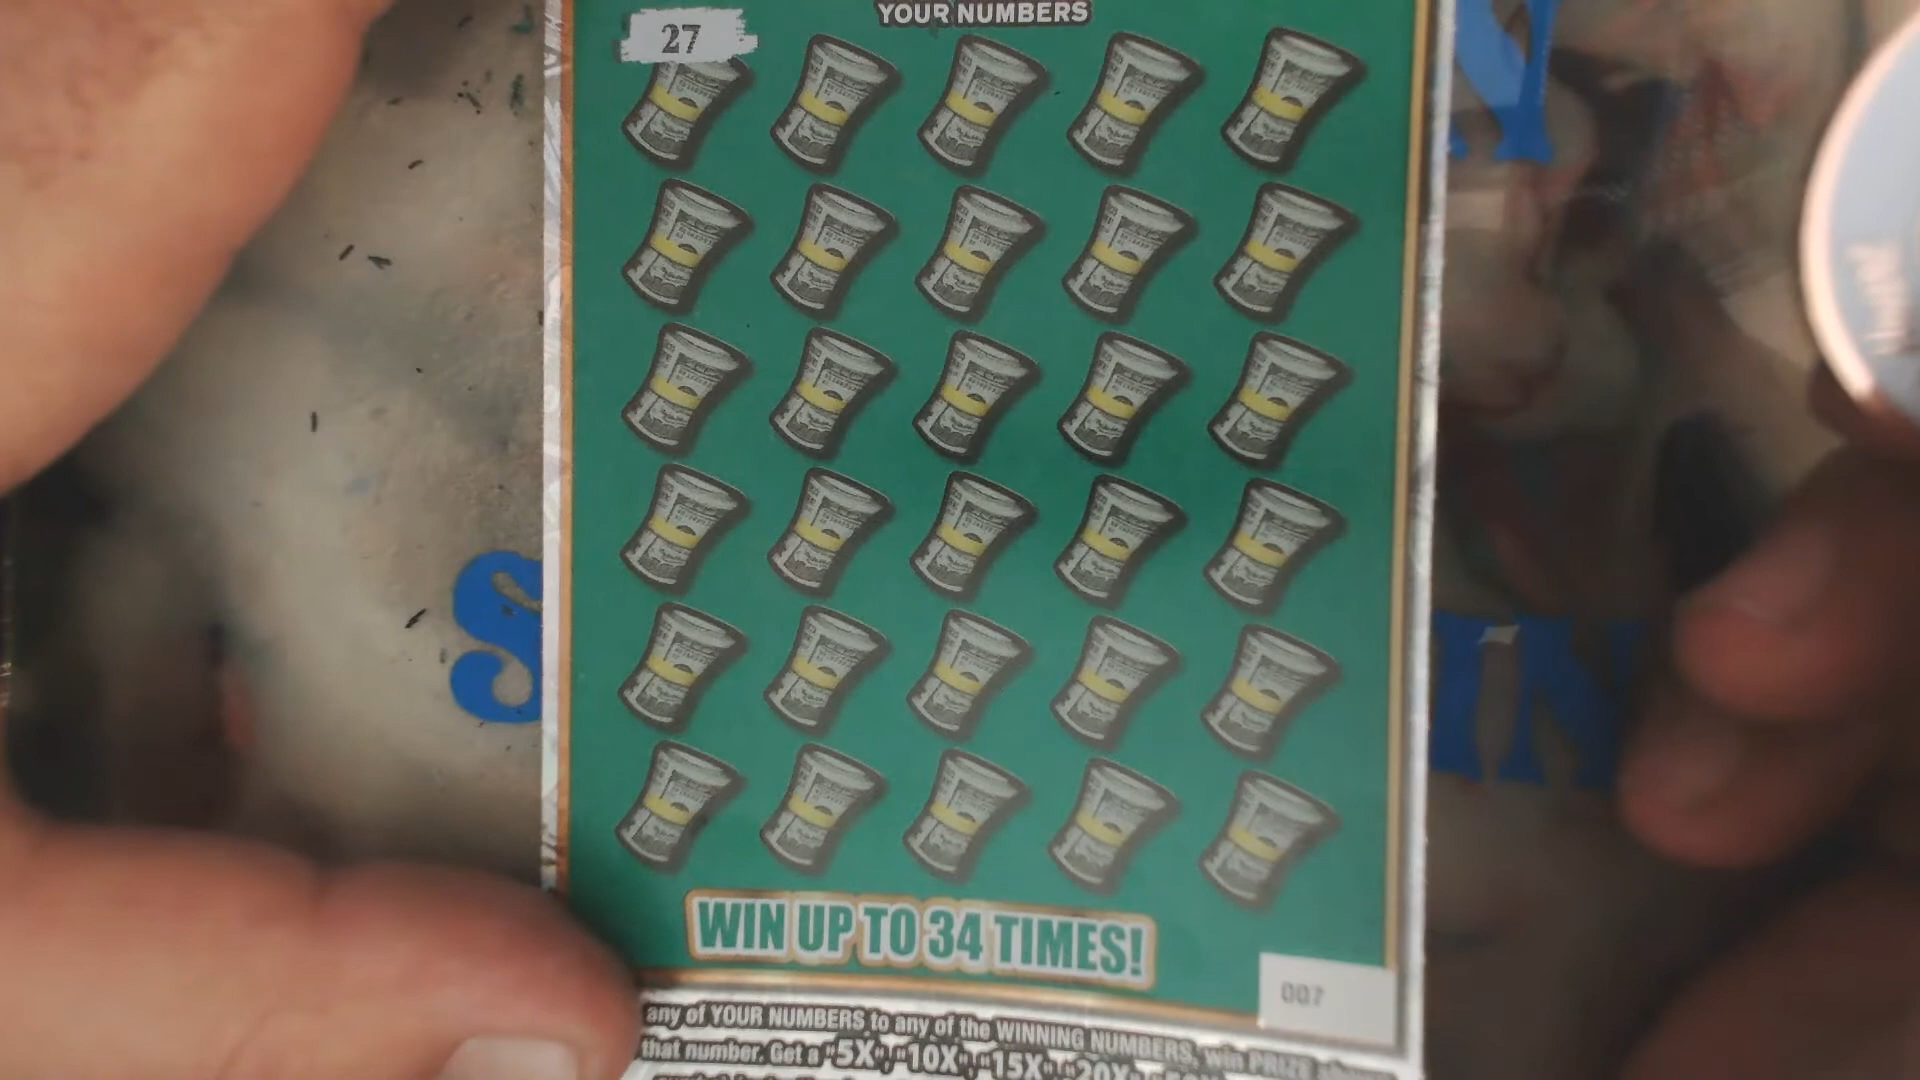 YOUR NUMBERS
27
WIN UP TO 34 TIMES!
007
any of YOUR NUMBERS to any of the WINNING NUMBERS, win PRIZE
that number. Get a "5X", "10X", "15X", "20X",